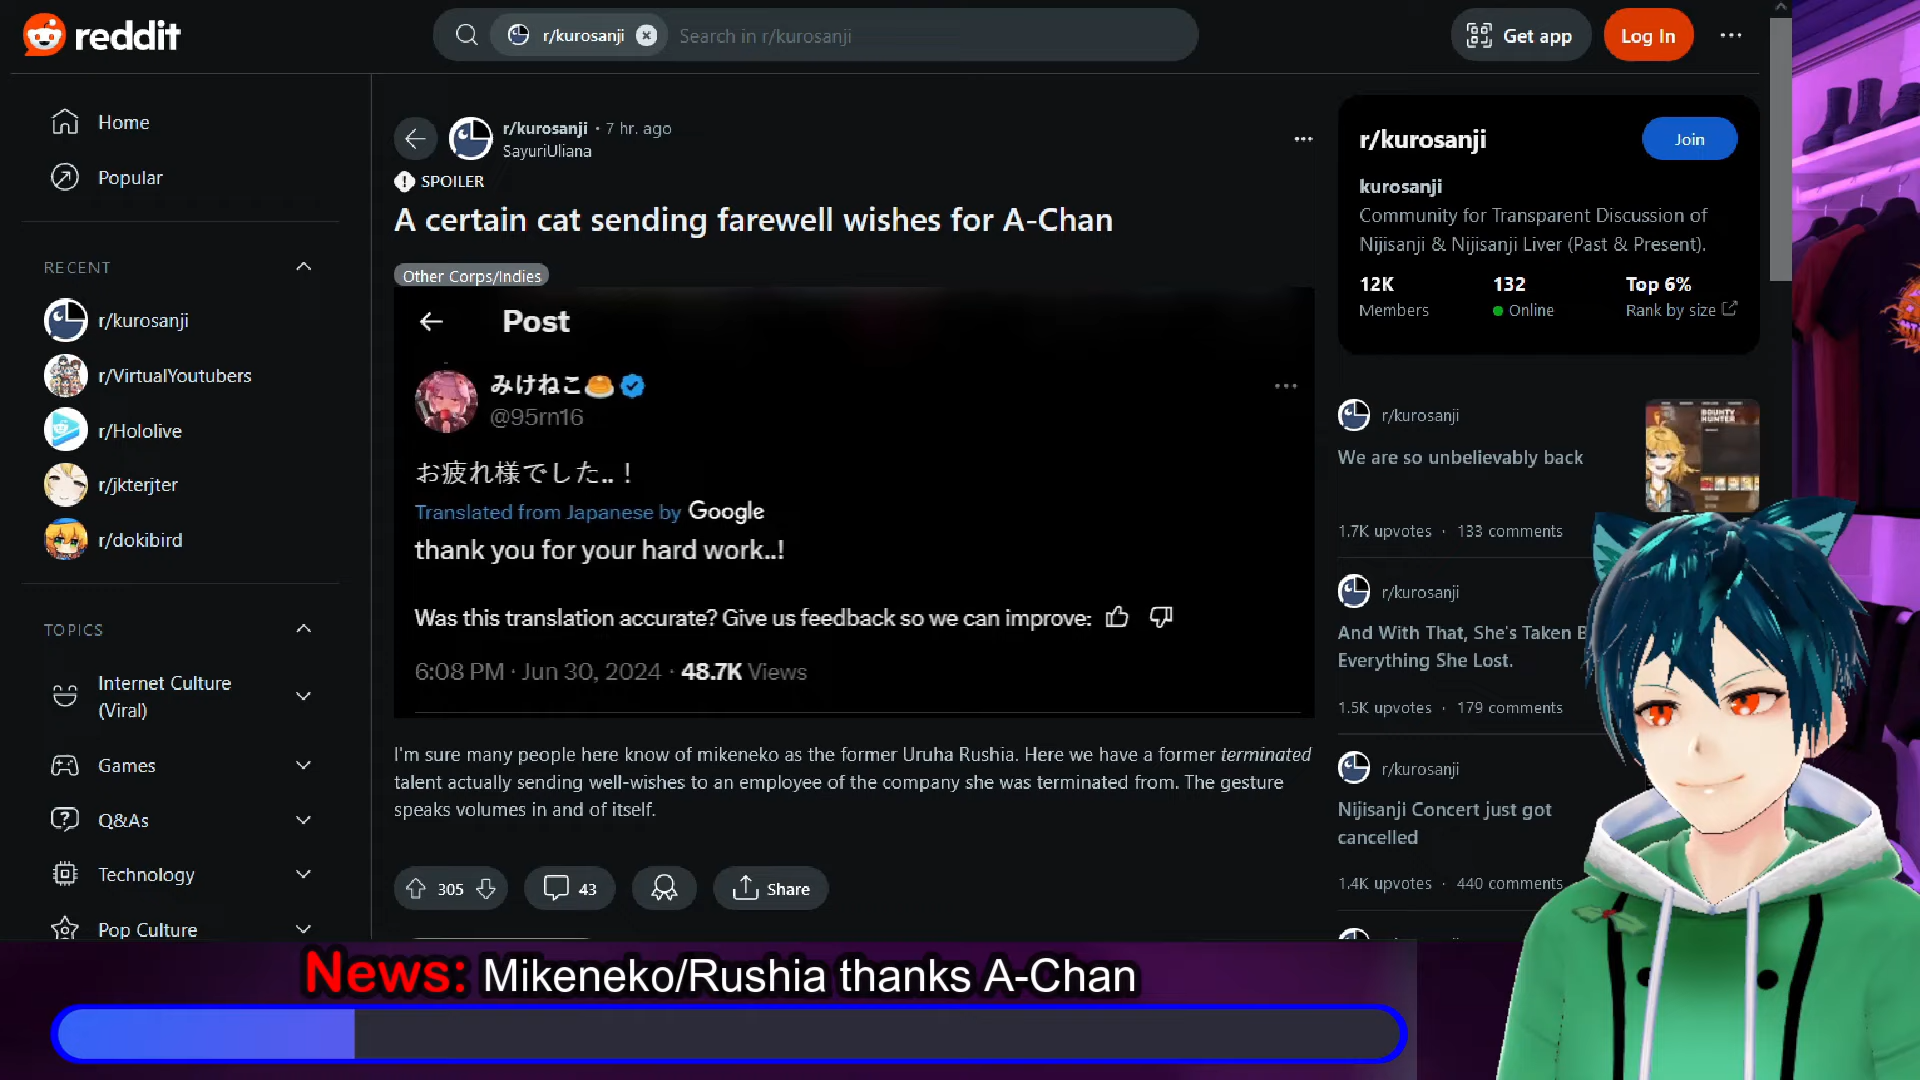 reddit
r/kurosanji
Search in r/kurosanji
Get app
Log In
Home
Popular
RECENT
r/kurosanji
r/VirtualYoutubers
r/Hololive
r/jkterjter
r/dokibird
TOPICS
Internet Culture
(Viral)
Games
Q&As
Technology
Pop Culture
r/kurosanji • 7 hr. ago
SayuriUliana
SPOILER
A certain cat sending farewell wishes for A-Chan
Other Corps/Indies
Post
みけねこ🥞
@95rn16
お疲れ様でした..！
Translated from Japanese by Google
thank you for your hard work..!
Was this translation accurate? Give us feedback so we can improve:
6:08 PM · Jun 30, 2024 · 48.7K Views
I'm sure many people here know of mikeneko as the former Uruha Rushia. Here we have a former terminated
talent actually sending well-wishes to an employee of the company she was terminated from. The gesture
speaks volumes in and of itself.
305
43
Share
r/kurosanji
Join
kurosanji
Community for Transparent Discussion of
Nijisanji & Nijisanji Liver (Past & Present).
12K
Members
132
Online
Top 6%
Rank by size
r/kurosanji
We are so unbelievably back
BOUNTY
HUNTER
1.7K upvotes · 133 comments
r/kurosanji
And With That, She's Taken
Everything She Lost.
1.5K upvotes · 179 comments
r/kurosanji
Nijisanji Concert just got
cancelled
1.4K upvotes · 440 comments
News: Mikeneko/Rushia thanks A-Chan